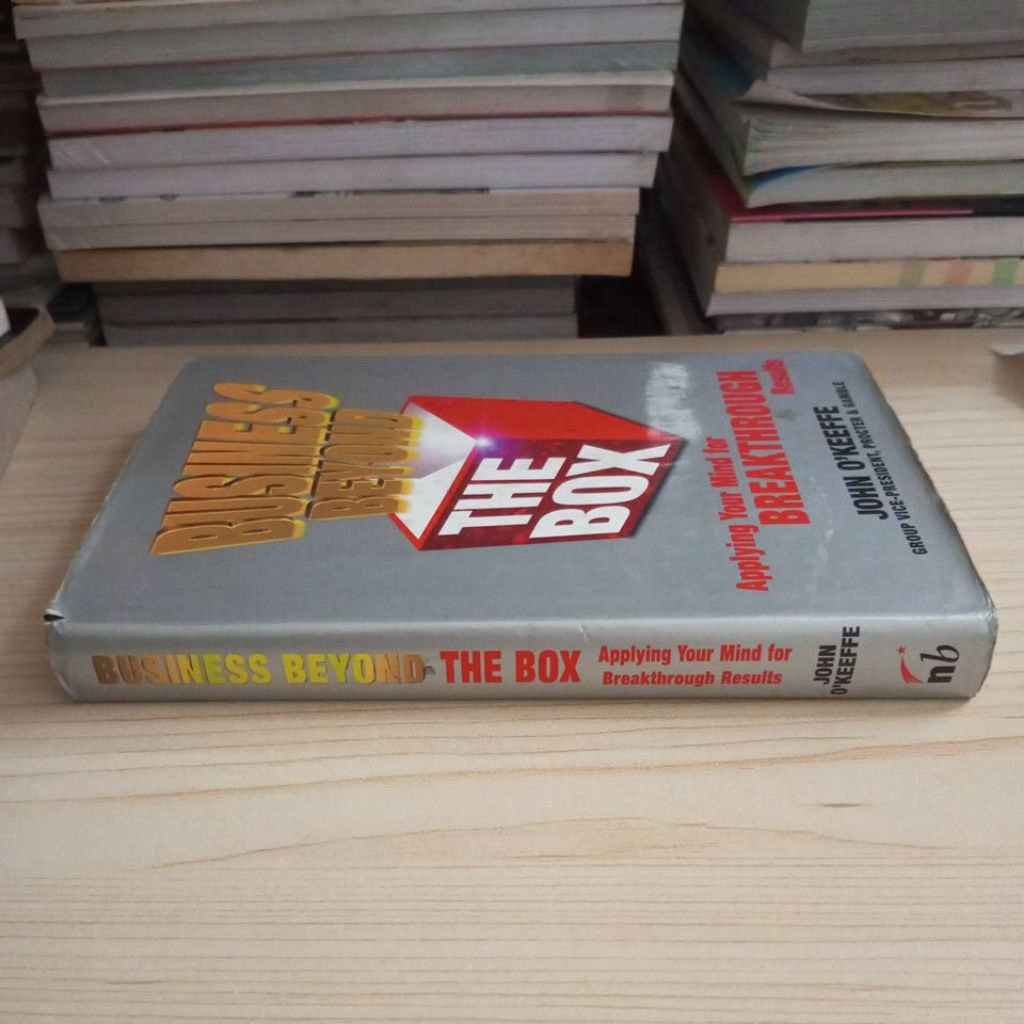 BUSINESS
BEYOND
THE
BOX
Applying Your Mind for
BREAKTHROUGH
Results
JOHN O'KEEFFE
GROUP VICE-PRESIDENT, PROCTER & GAMBLE
BUSINESS BEYOND THE BOX
Applying Your Mind for
Breakthrough Results
JOHN
O'KEEFFE
nb